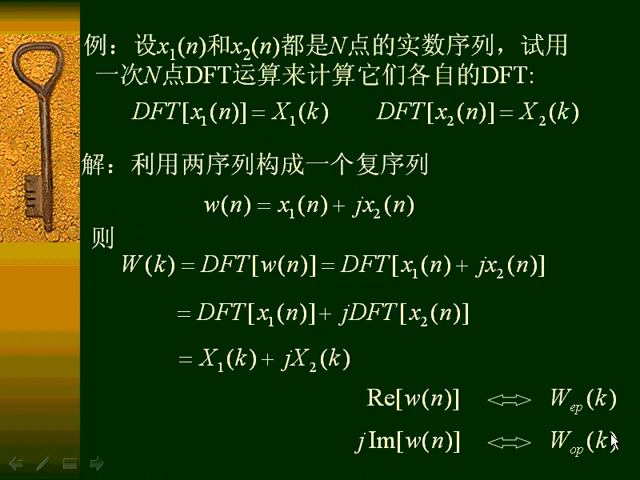 例：设x₁(n)和x₂(n)都是N点的实数序列，试用
一次N点DFT运算来计算它们各自的DFT:
DFT[x₁(n)] = X₁(k) DFT[x₂(n)] = X₂(k)
解：利用两序列构成一个复序列
w(n) = x₁(n) + jx₂(n)
则
W(k) = DFT[w(n)] = DFT[x₁(n) + jx₂(n)]
= DFT[x₁(n)] + jDFT[x₂(n)]
= X₁(k) + jX₂(k)
Re[w(n)] ⇔ W_ep(k)
j Im[w(n)] ⇔ W_op(k)